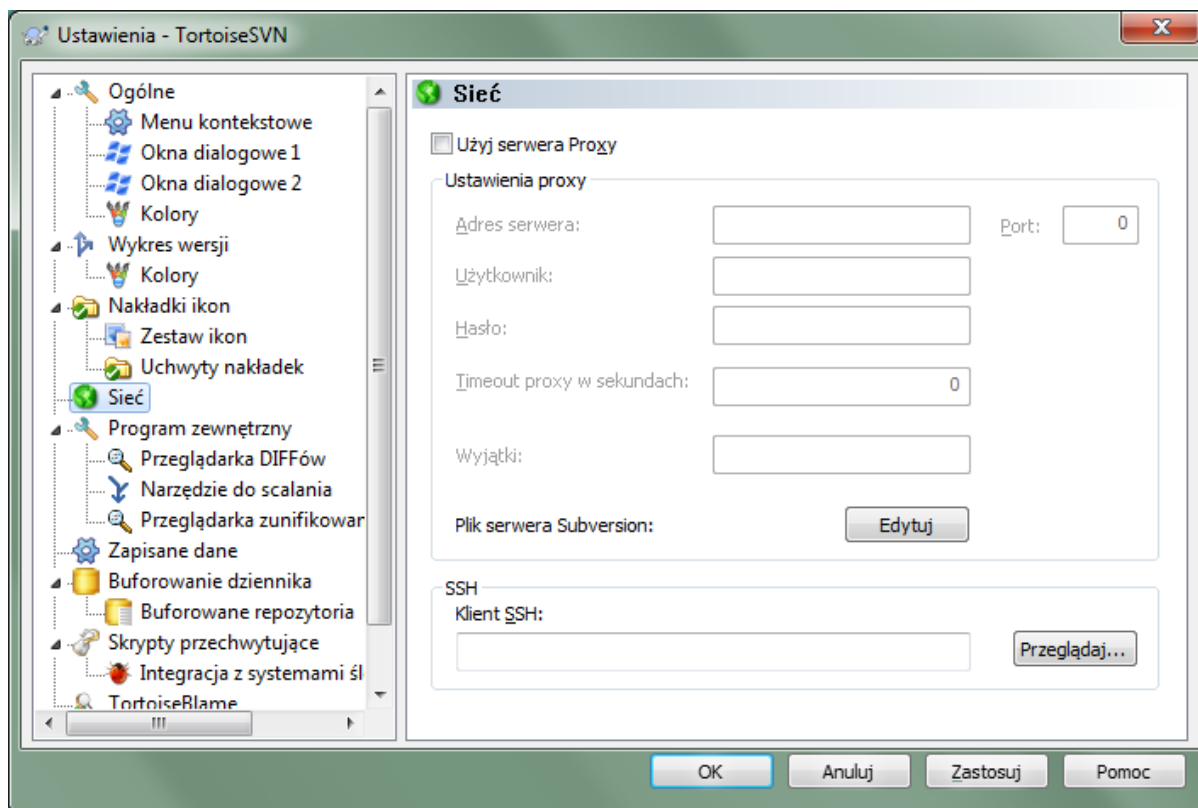 Ustawienia - TortoiseSVN
Ogólne
Menu kontekstowe
Okna dialogowe 1
Okna dialogowe 2
Kolory
Wykres wersji
Kolory
Nakładki ikon
Zestaw ikon
Uchwyty nakładek
Sieć
Program zewnętrzny
Przeglądarka DIFFów
Narzędzie do scalania
Przeglądarka zunifikowan
Zapisane dane
Buforowanie dziennika
Buforowane repozytoria
Skrypty przechwytujące
Integracja z systemami śl
TortoiseBlame
Sieć
Użyj serwera Proxy
Ustawienia proxy
Adres serwera:
Port: 0
Użytkownik:
Hasło:
Timeout proxy w sekundach: 0
Wyjątki:
Plik serwera Subversion: Edytuj
SSH
Klient SSH:
Przeglądaj...
OK Anuluj Zastosuj Pomoc